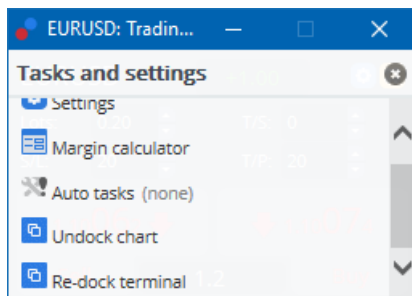 EURUSD: Tradin...
Tasks and settings
Settings
Margin calculator
Auto tasks (none)
Undock chart
Re-dock terminal